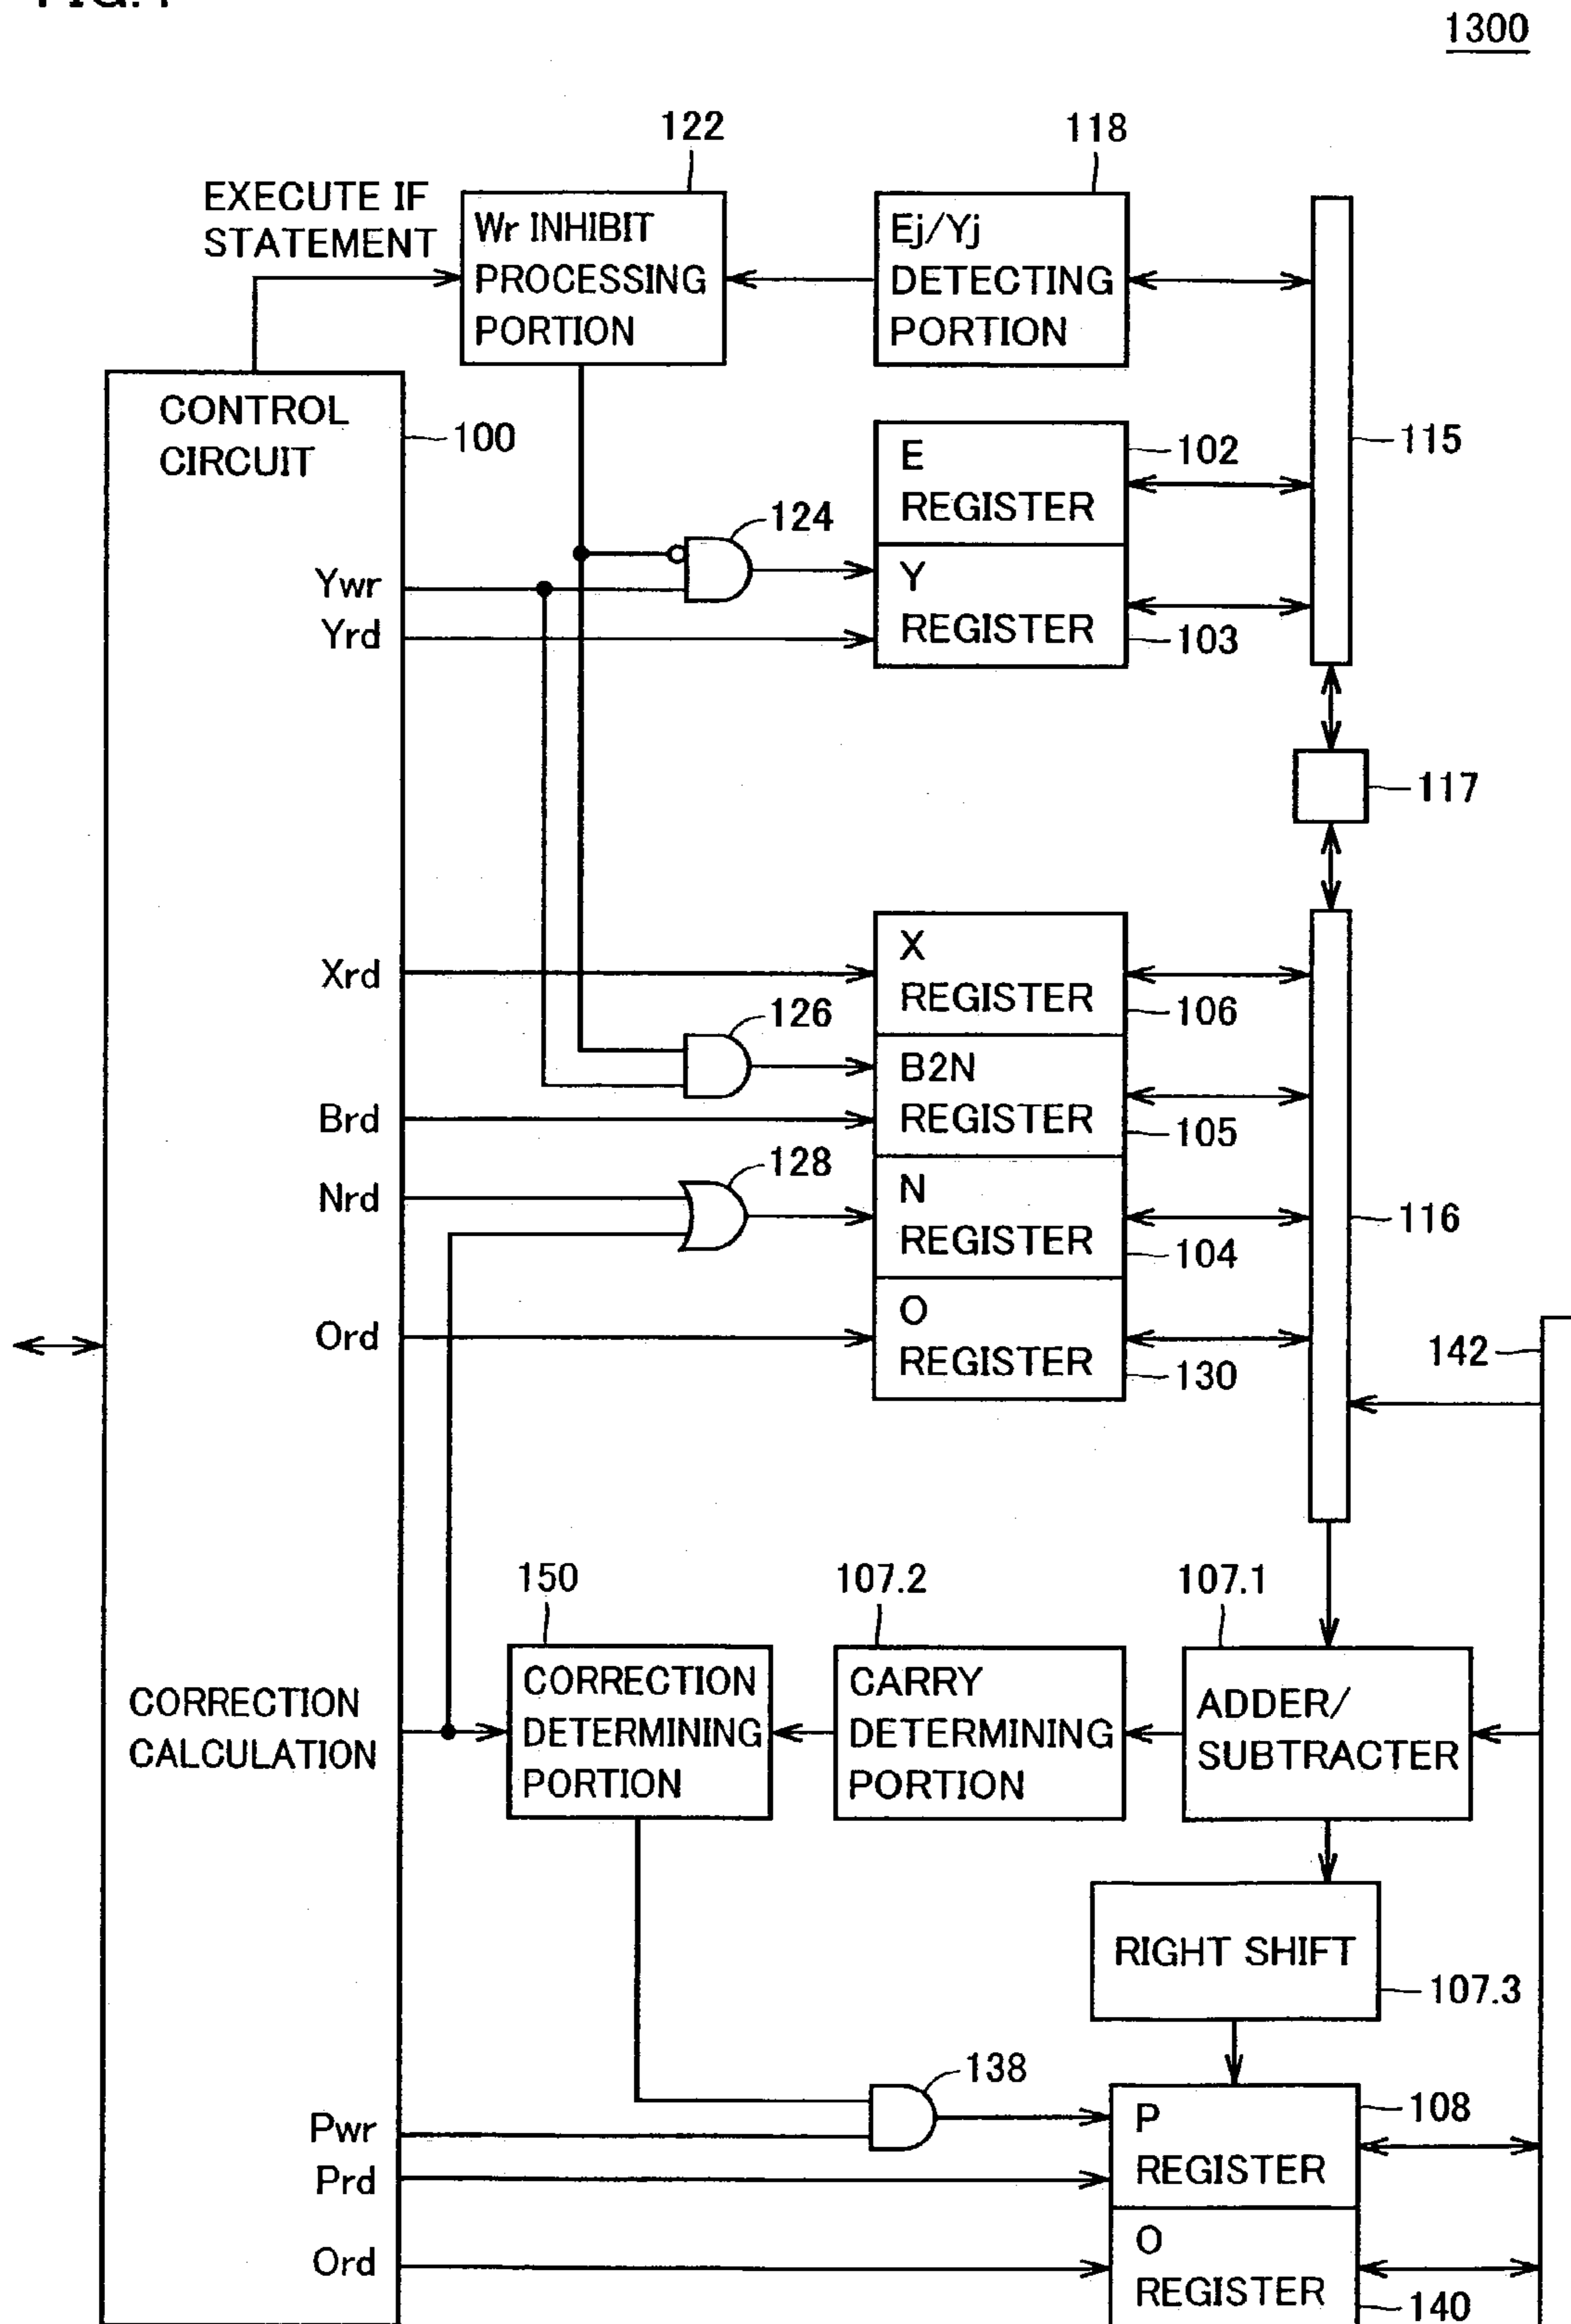 1300
122
118
EXECUTE IF
STATEMENT
Wr INHIBIT
PROCESSING
PORTION
Ej/Yj
DETECTING
PORTION
CONTROL
CIRCUIT
100
115
E
REGISTER
102
124
Ywr
Yrd
Y
REGISTER
103
117
Xrd
X
REGISTER
106
126
B2N
REGISTER
105
Brd
128
Nrd
N
REGISTER
104
116
Ord
O
REGISTER
130
142
150
107.2
107.1
CORRECTION
CALCULATION
CORRECTION
DETERMINING
PORTION
CARRY
DETERMINING
PORTION
ADDER/
SUBTRACTER
RIGHT SHIFT
107.3
138
Pwr
Prd
P
REGISTER
108
Ord
O
REGISTER
140